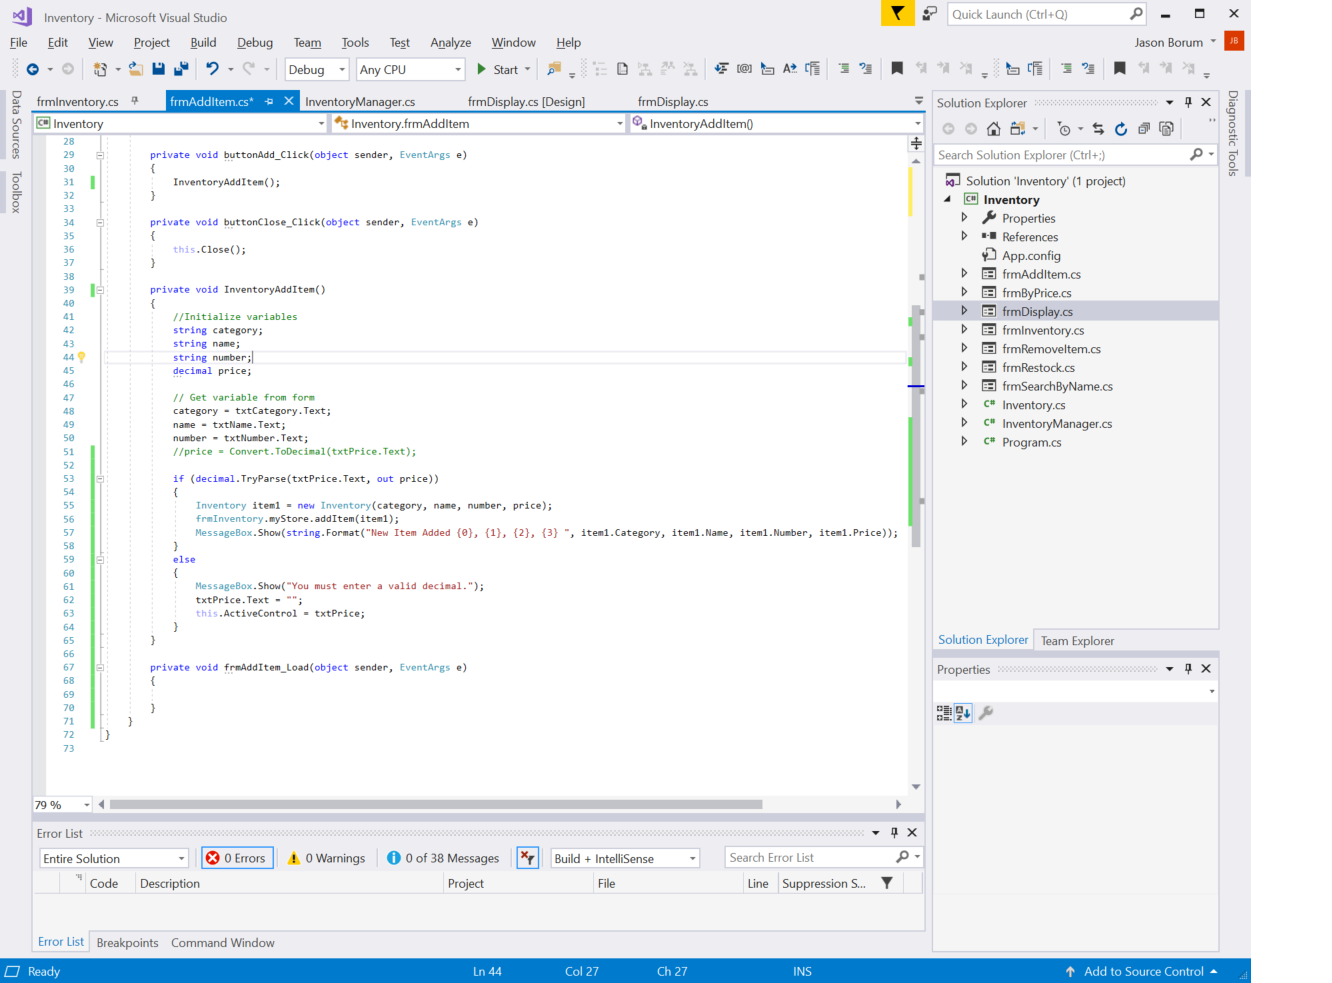 Inventory - Microsoft Visual Studio
Quick Launch (Ctrl+Q)
File Edit View Project Build Debug Team Tools Test Analyze Window Help
Jason Borum JB
Debug Any CPU Start
Data Sources
Toolbox
frmInventory.cs frmAddItem.cs* InventoryManager.cs frmDisplay.cs [Design] frmDisplay.cs
Inventory Inventory.frmAddItem InventoryAddItem()
28
29 private void buttonAdd_Click(object sender, EventArgs e)
30 {
31 InventoryAddItem();
32 }
33
34 private void buttonClose_Click(object sender, EventArgs e)
35 {
36 this.Close();
37 }
38
39 private void InventoryAddItem()
40 {
41 //Initialize variables
42 string category;
43 string name;
44 string number;
45 decimal price;
46
47 // Get variable from form
48 category = txtCategory.Text;
49 name = txtName.Text;
50 number = txtNumber.Text;
51 //price = Convert.ToDecimal(txtPrice.Text);
52
53 if (decimal.TryParse(txtPrice.Text, out price))
54 {
55 Inventory item1 = new Inventory(category, name, number, price);
56 frmInventory.myStore.addItem(item1);
57 MessageBox.Show(string.Format("New Item Added {0}, {1}, {2}, {3} ", item1.Category, item1.Name, item1.Number, item1.Price));
58 }
59 else
60 {
61 MessageBox.Show("You must enter a valid decimal.");
62 txtPrice.Text = "";
63 this.ActiveControl = txtPrice;
64 }
65 }
66
67 private void frmAddItem_Load(object sender, EventArgs e)
68 {
69
70 }
71 }
72 }
73
79 %
Error List
Entire Solution 0 Errors 0 Warnings 0 of 38 Messages Build + IntelliSense Search Error List
Code Description Project File Line Suppression S...
Error List Breakpoints Command Window
Solution Explorer
Search Solution Explorer (Ctrl+;)
Solution 'Inventory' (1 project)
C# Inventory
Properties
References
App.config
frmAddItem.cs
frmByPrice.cs
frmDisplay.cs
frmInventory.cs
frmRemoveItem.cs
frmRestock.cs
frmSearchByName.cs
C# Inventory.cs
C# InventoryManager.cs
C# Program.cs
Solution Explorer Team Explorer
Properties
Diagnostic Tools
Ready Ln 44 Col 27 Ch 27 INS Add to Source Control